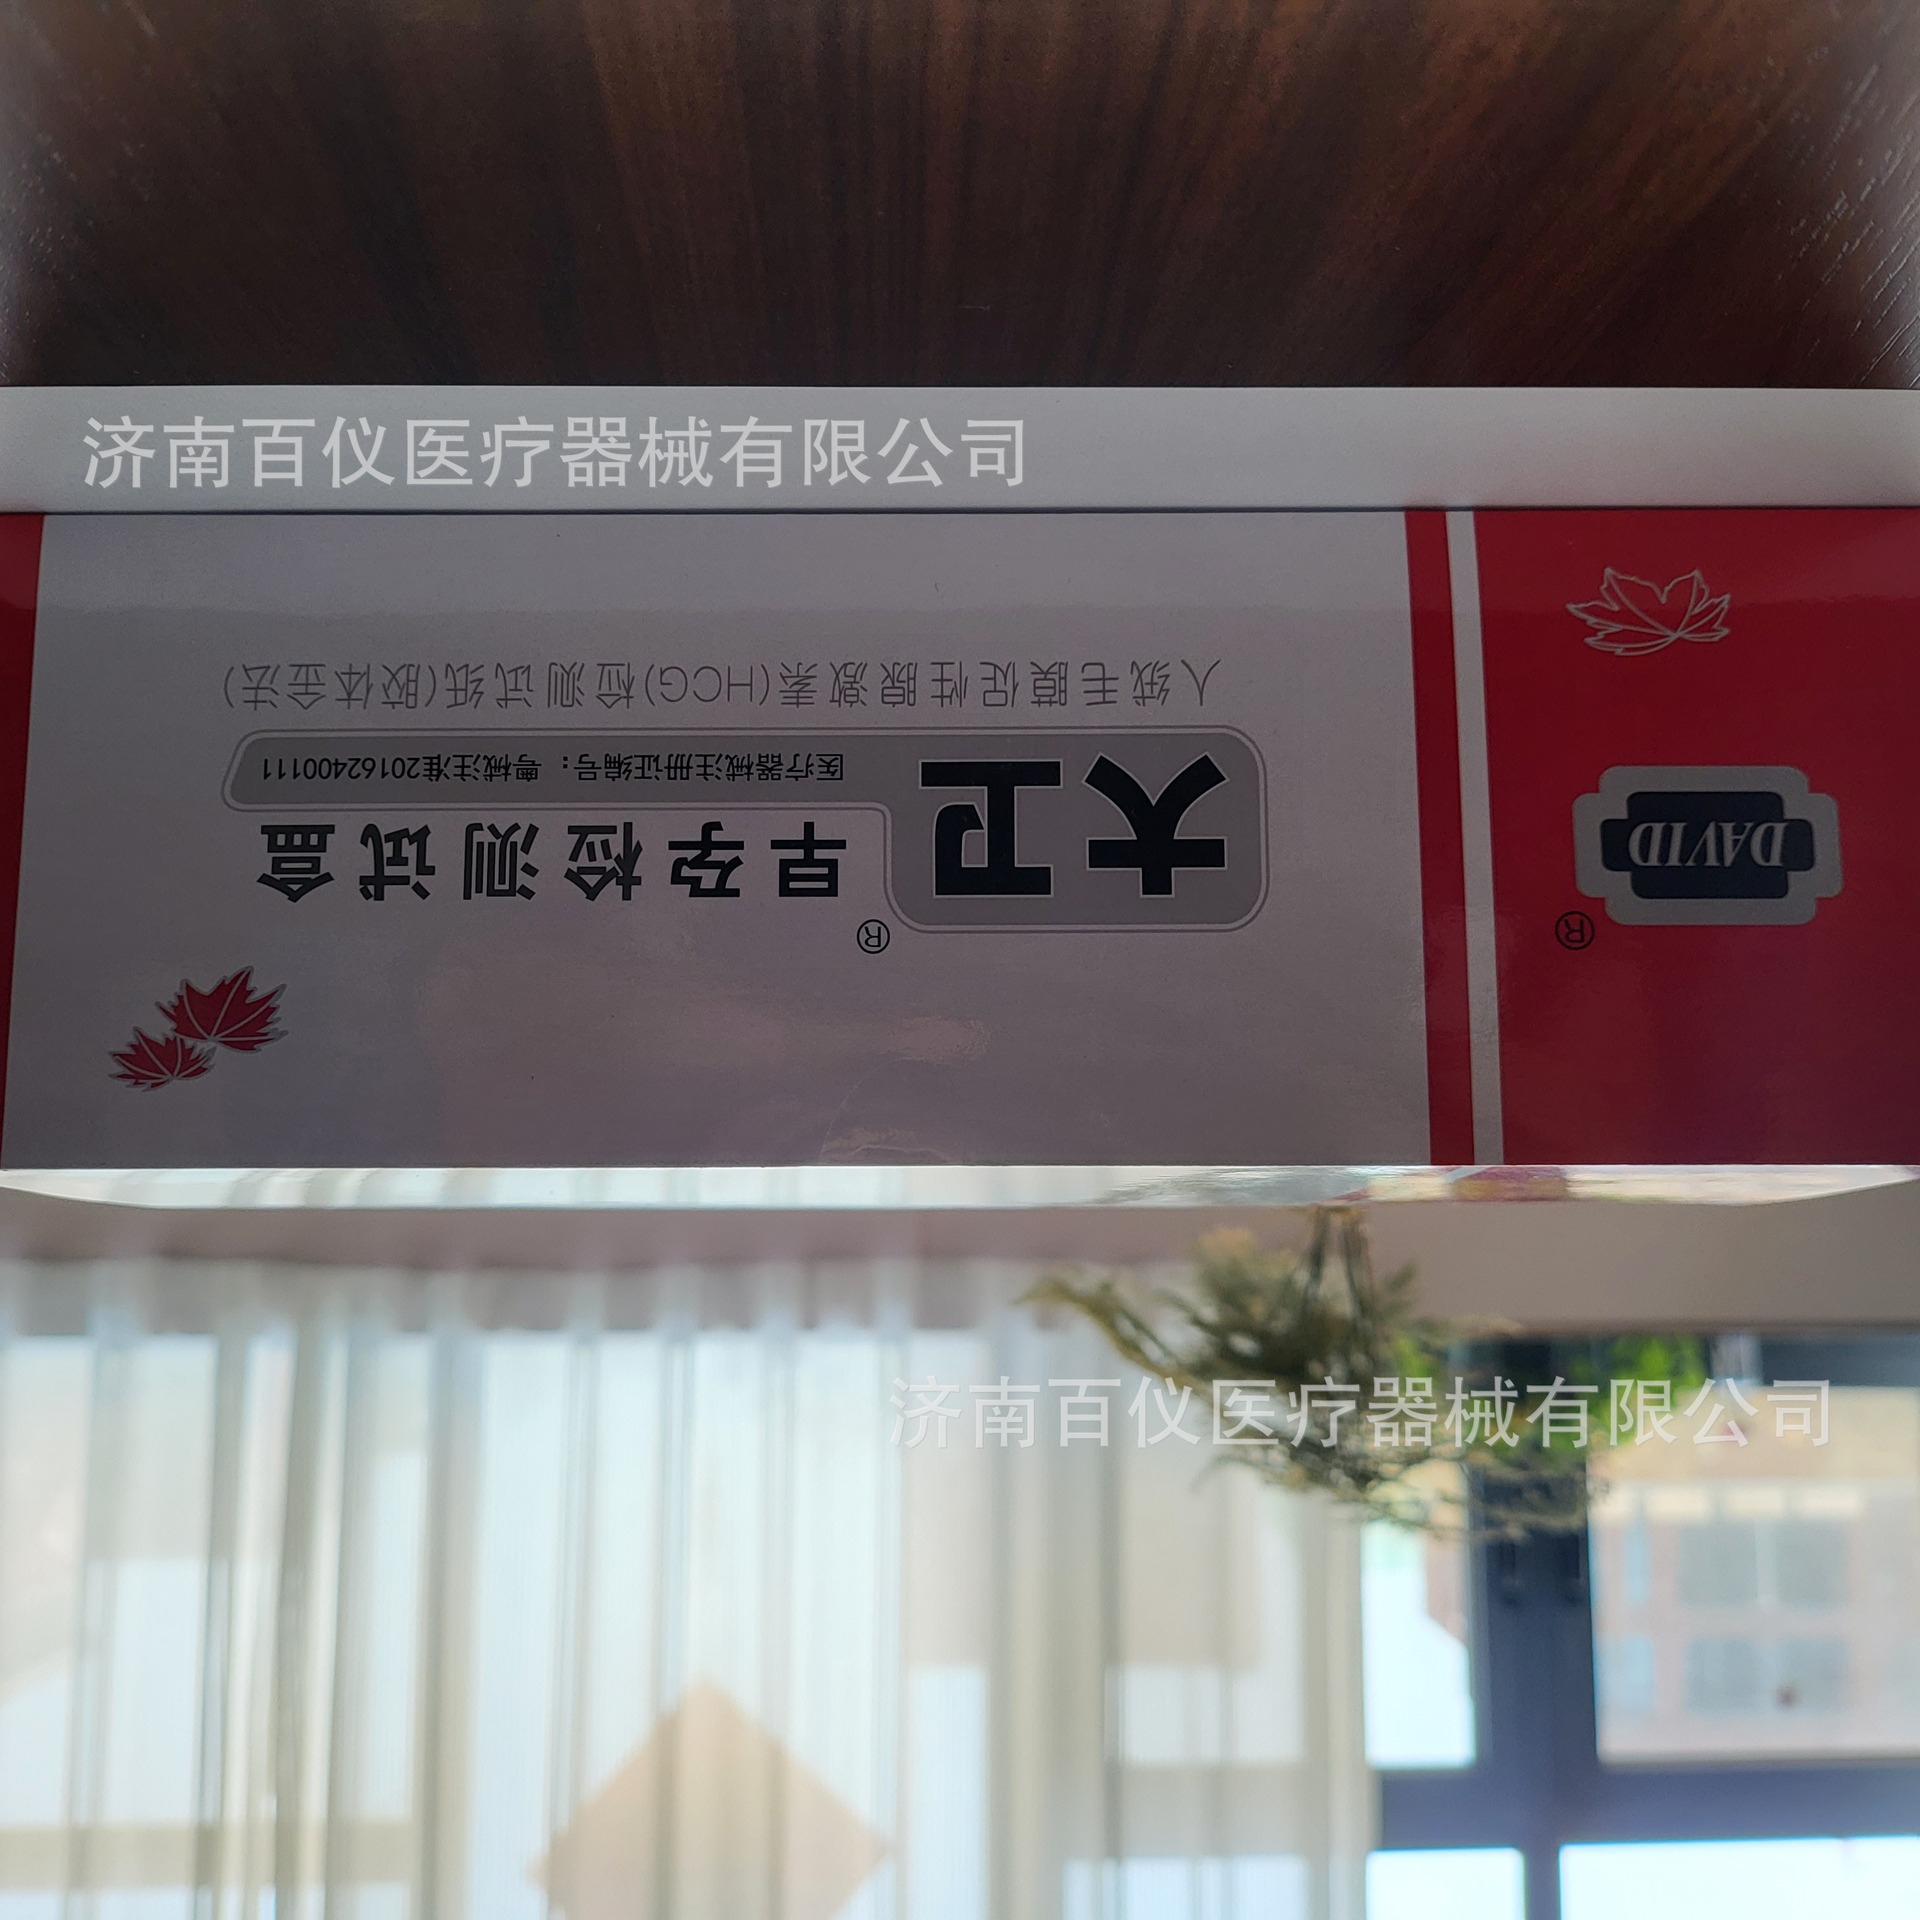 济南百仪医疗器械有限公司
DAVID
®
大卫®
早孕检测试盒
医疗器械注册证编号：粤械注准20162400111
人绒毛膜促性腺激素(HCG)检测试纸(胶体金法)
济南百仪医疗器械有限公司